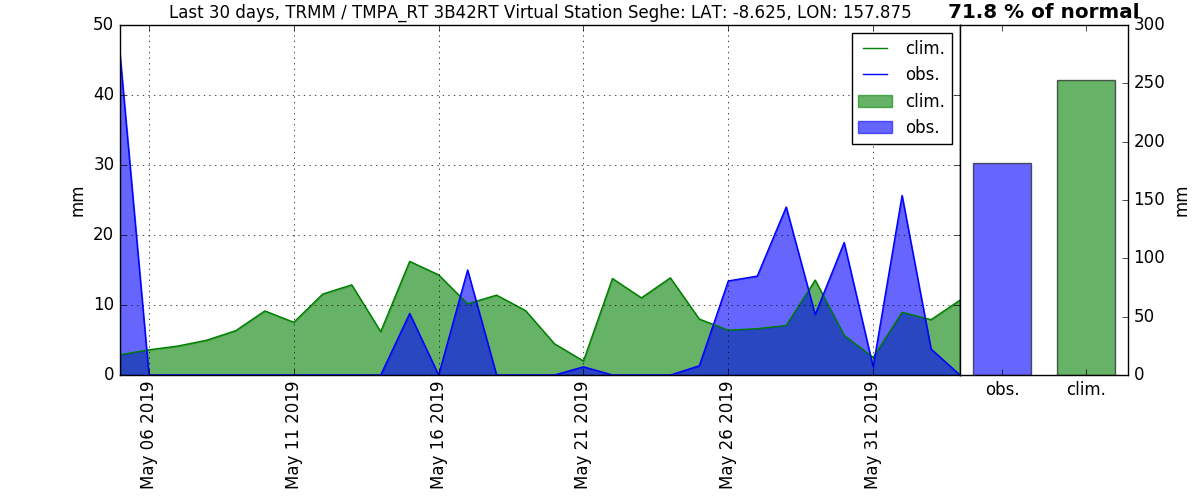 Last 30 days, TRMM / TMPA_RT 3B42RT Virtual Station Seghe: LAT: -8.625, LON: 157.875
71.8 % of normal
50
40
30
20
10
0
mm
clim.
obs.
clim.
obs.
May 06 2019
May 11 2019
May 16 2019
May 21 2019
May 26 2019
May 31 2019
300
250
200
150
100
50
0
mm
obs.
clim.